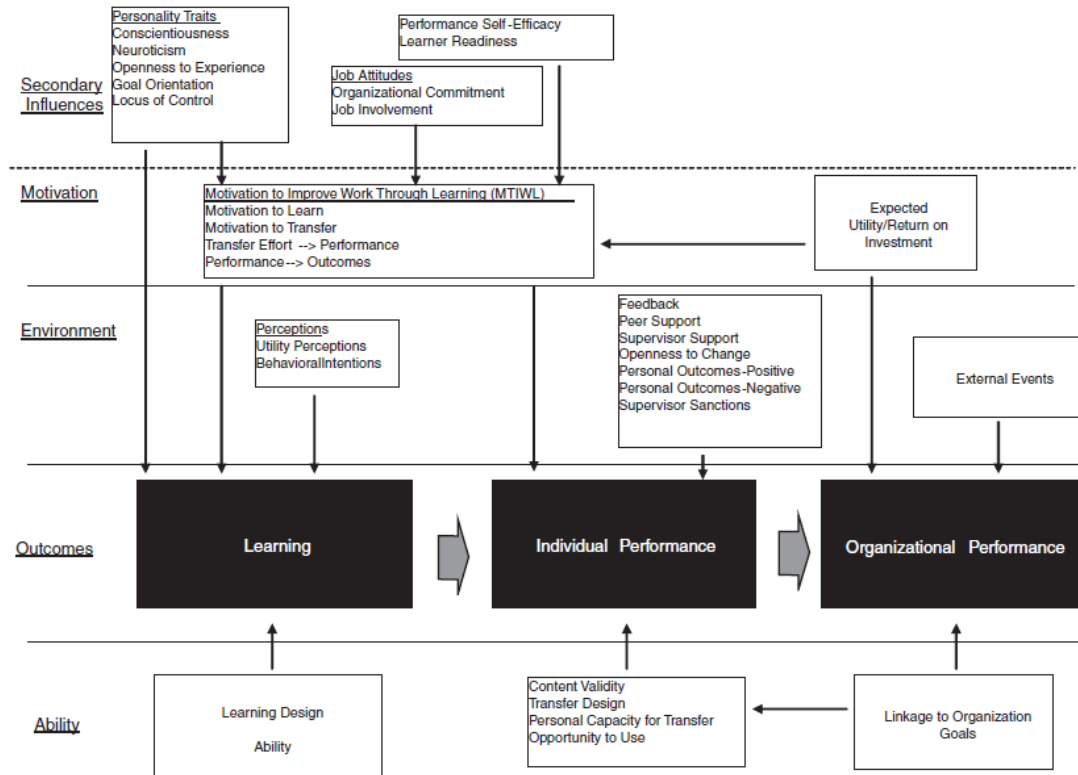 Personality Traits
Conscientiousness
Neuroticism
Openness to Experience
Goal Orientation
Locus of Control
Performance Self-Efficacy
Learner Readiness
Secondary
Influences
Job Attitudes
Organizational Commitment
Job Involvement
Motivation
Motivation to Improve Work Through Learning (MTIWL)
Motivation to Learn
Motivation to Transfer
Transfer Effort --> Performance
Performance--> Outcomes
Expected
Utility/Return on
Investment
Environment
Perceptions
Utility Perceptions
BehavioralIntentions
Feedback
Peer Support
Supervisor Support
Openness to Change
Personal Outcomes-Positive
Personal Outcomes-Negative
Supervisor Sanctions
External Events
Outcomes
Learning
Individual Performance
Organizational Performance
Ability
Learning Design
Ability
Content Validity
Transfer Design
Personal Capacity for Transfer
Opportunity to Use
Linkage to Organization
Goals